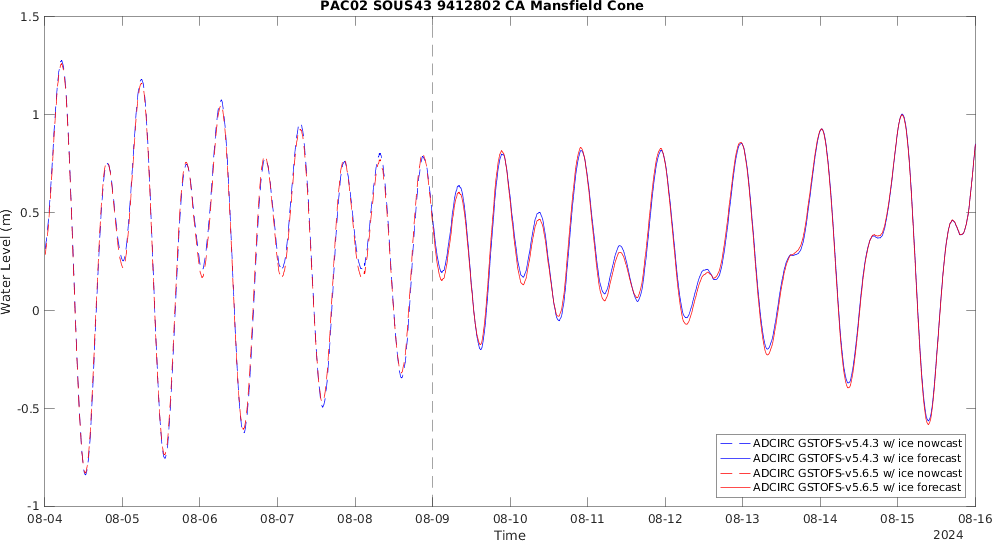 PAC02 SOUS43 9412802 CA Mansfield Cone
1.5
1
0.5
0
-0.5
-1
Water Level (m)
08-04 08-05 08-06 08-07 08-08 08-09 08-10 08-11 08-12 08-13 08-14 08-15 08-16
Time
2024
ADCIRC GSTOFS-v5.4.3 w/ ice nowcast
ADCIRC GSTOFS-v5.4.3 w/ ice forecast
ADCIRC GSTOFS-v5.6.5 w/ ice nowcast
ADCIRC GSTOFS-v5.6.5 w/ ice forecast